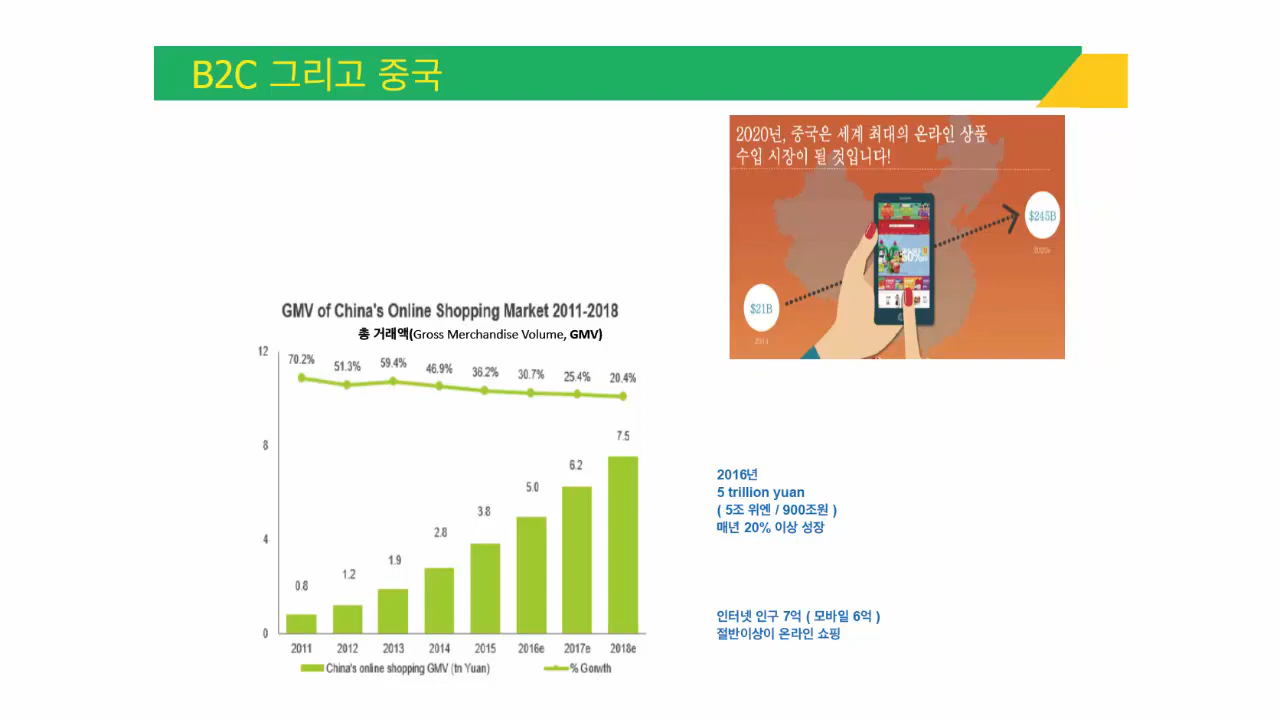 B2C 그리고 중국
2020년, 중국은 세계 최대의 온라인 상품
수입 시장이 될 것입니다!
$245B
2020e
50%
$21B
2014
GMV of China's Online Shopping Market 2011-2018
총 거래액(Gross Merchandise Volume, GMV)
12
70.2%
51.3%
59.4%
46.9%
36.2%
30.7%
25.4%
20.4%
8
4
0
0.8
1.2
1.9
2.8
3.8
5.0
6.2
7.5
2011
2012
2013
2014
2015
2016e
2017e
2018e
China's online shopping GMV (tn Yuan)
% Gorwth
2016년
5 trillion yuan
( 5조 위엔 / 900조원 )
매년 20% 이상 성장
인터넷 인구 7억 ( 모바일 6억 )
절반이상이 온라인 쇼핑